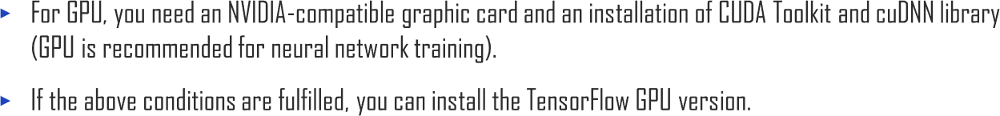 ► For GPU, you need an NVIDIA-compatible graphic card and an installation of CUDA Toolkit and cuDNN library
(GPU is recommended for neural network training).
► If the above conditions are fulfilled, you can install the TensorFlow GPU version.